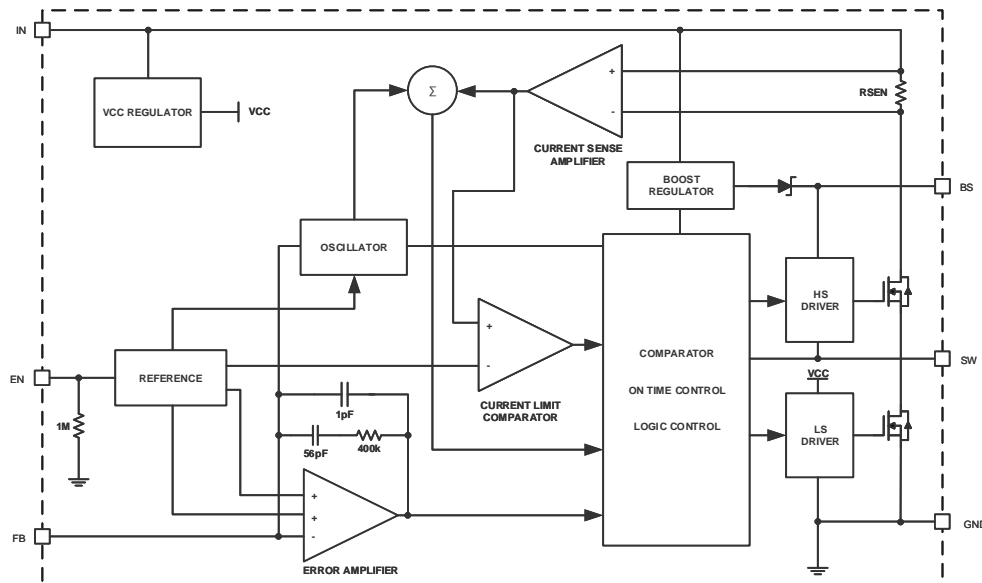 IN
VCC REGULATOR
VCC
Σ
+
-
RSEN
CURRENT SENSE
AMPLIFIER
BOOST
REGULATOR
BS
OSCILLATOR
HS
DRIVER
+
-
CURRENT LIMIT
COMPARATOR
COMPARATOR
ON TIME CONTROL
LOGIC CONTROL
SW
EN
REFERENCE
1M
VCC
LS
DRIVER
1pF
56pF
400k
+
+
-
ERROR AMPLIFIER
FB
GND